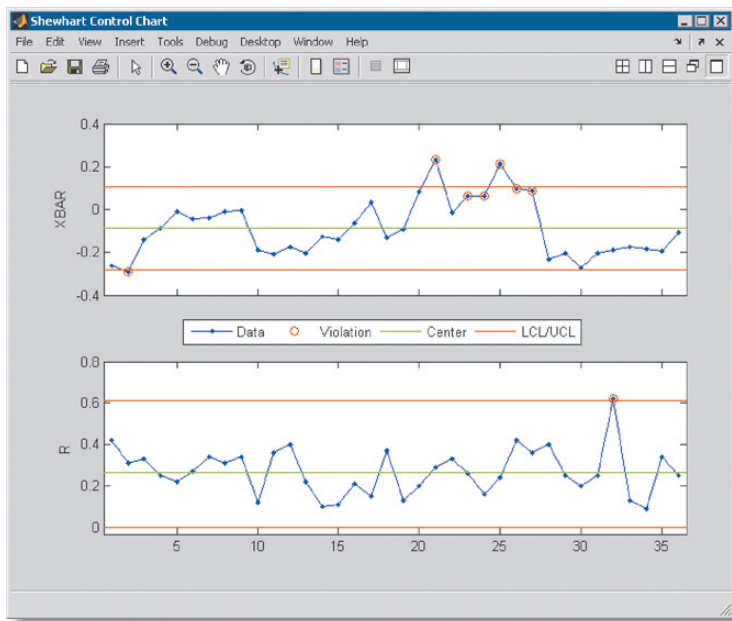 Shewhart Control Chart
File Edit View Insert Tools Debug Desktop Window Help
0.4
0.2
0
-0.2
-0.4
XBAR
Data Violation Center LCL/UCL
0.8
0.6
0.4
0.2
0
R
5 10 15 20 25 30 35